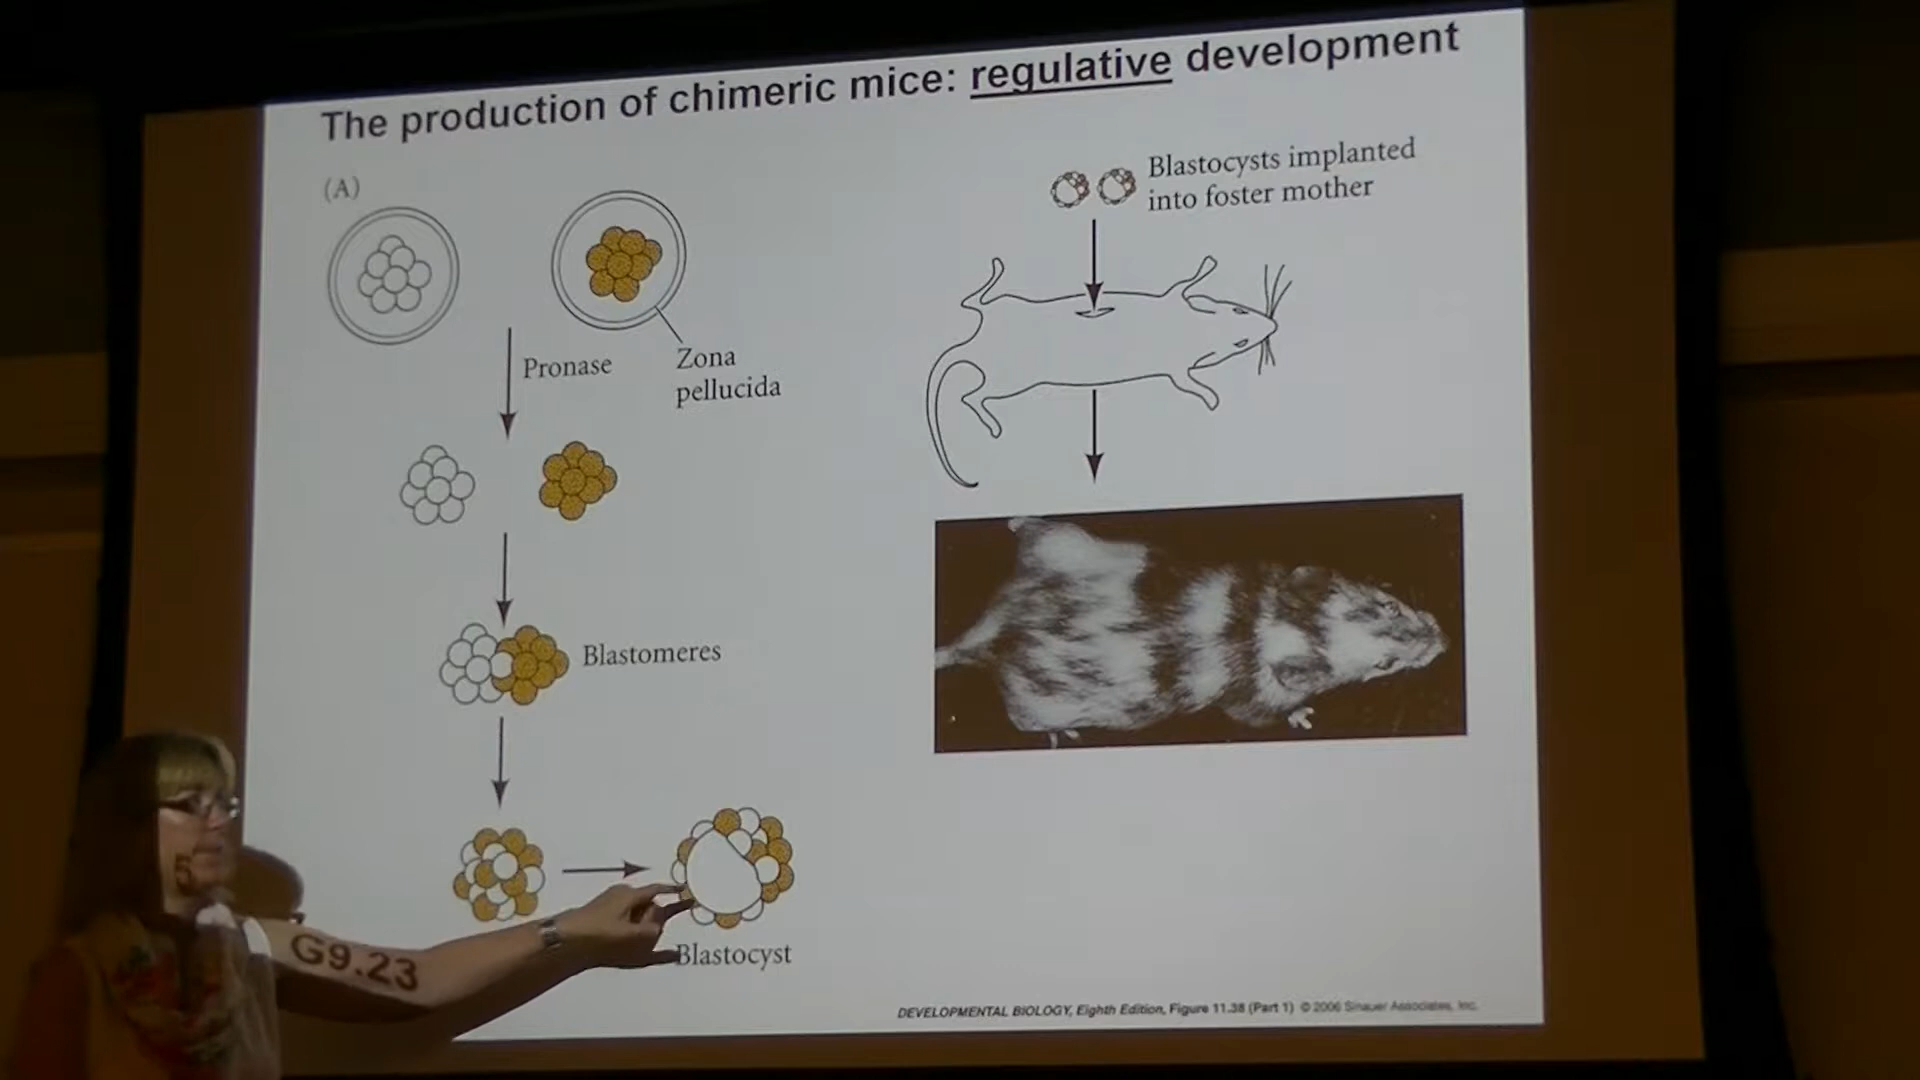 The production of chimeric mice: regulative development
(A)
Pronase
Zona
pellucida
Blastomeres
Blastocyst
Blastocysts implanted
into foster mother
G9.23
DEVELOPMENTAL BIOLOGY, Eighth Edition, Figure 11.38 (Part 1) © 2006 Sinauer Associates, Inc.